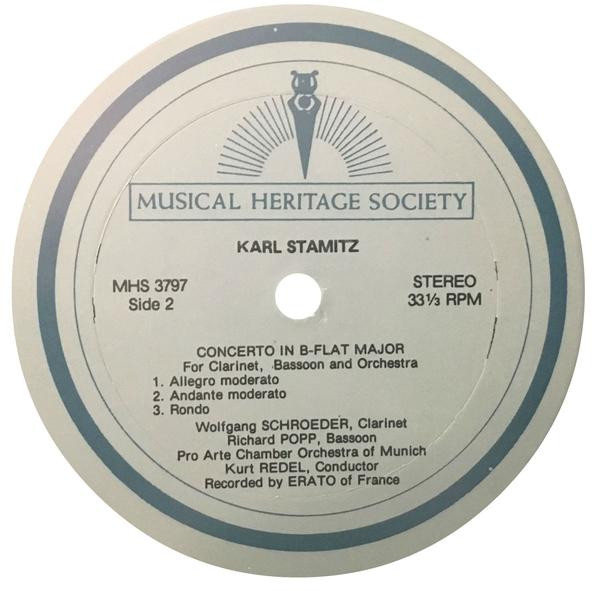 MUSICAL HERITAGE SOCIETY
KARL STAMITZ
MHS 3797
Side 2
STEREO
33⅓ RPM
CONCERTO IN B-FLAT MAJOR
For Clarinet, Bassoon and Orchestra
1. Allegro moderato
2. Andante moderato
3. Rondo
Wolfgang SCHROEDER, Clarinet
Richard POPP, Bassoon
Pro Arte Chamber Orchestra of Munich
Kurt REDEL, Conductor
Recorded by ERATO of France